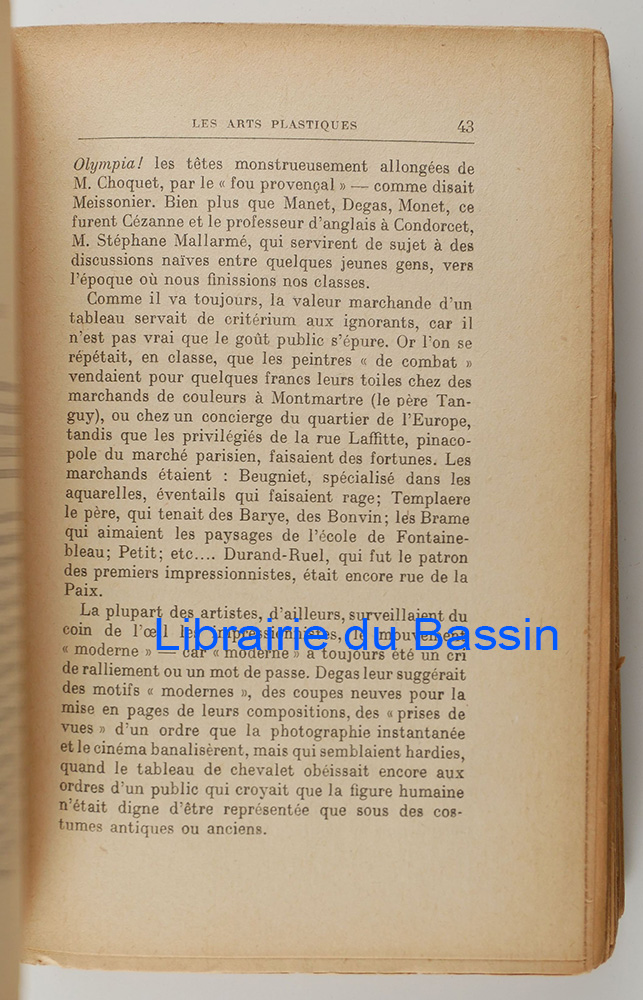 LES ARTS PLASTIQUES 43
Olympia! les têtes monstrueusement allongées de
M. Choquet, par le « fou provençal » — comme disait
Meissonier. Bien plus que Manet, Degas, Monet, ce
furent Cézanne et le professeur d'anglais à Condorcet,
M. Stéphane Mallarmé, qui servirent de sujet à des
discussions naïves entre quelques jeunes gens, vers
l'époque où nous finissions nos classes.
Comme il va toujours, la valeur marchande d'un
tableau servait de critérium aux ignorants, car il
n'est pas vrai que le goût public s'épure. Or l'on se
répétait, en classe, que les peintres « de combat »
vendaient pour quelques francs leurs toiles chez des
marchands de couleurs à Montmartre (le père Tan-
guy), ou chez un concierge du quartier de l'Europe,
tandis que les privilégiés de la rue Laffitte, pinaco-
pole du marché parisien, faisaient des fortunes. Les
marchands étaient : Beugniet, spécialisé dans les
aquarelles, éventails qui faisaient rage; Templaere
le père, qui tenait des Barye, des Bonvin; les Brame
qui aimaient les paysages de l'école de Fontaine-
bleau; Petit; etc.... Durand-Ruel, qui fut le patron
des premiers impressionnistes, était encore rue de la
Paix.
La plupart des artistes, d'ailleurs, surveillaient du
coin de l'œil les impressionnistes, le mouvement
Librairie du Bassin
« moderne » — car « moderne » a toujours été un cri
de ralliement ou un mot de passe. Degas leur suggérait
des motifs « modernes », des coupes neuves pour la
mise en pages de leurs compositions, des « prises de
vues » d'un ordre que la photographie instantanée
et le cinéma banalisèrent, mais qui semblaient hardies,
quand le tableau de chevalet obéissait encore aux
ordres d'un public qui croyait que la figure humaine
n'était digne d'être représentée que sous des cos-
tumes antiques ou anciens.